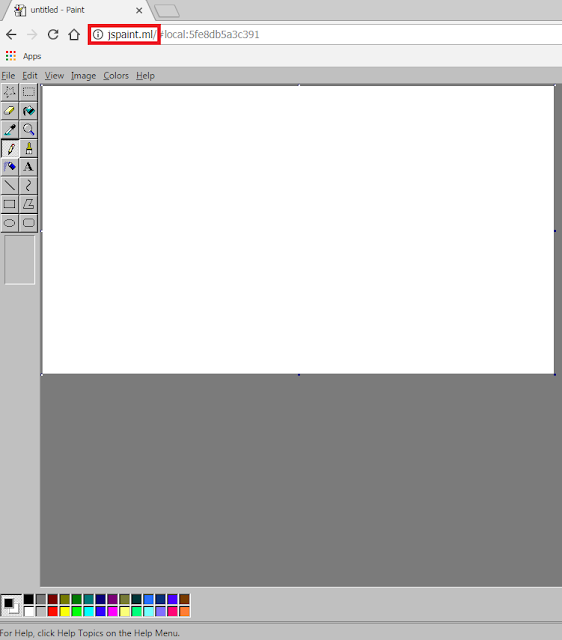 untitled - Paint
jspaint.ml/#local:5fe8db5a3c391
Apps
File Edit View Image Colors Help
A
For Help, click Help Topics on the Help Menu.